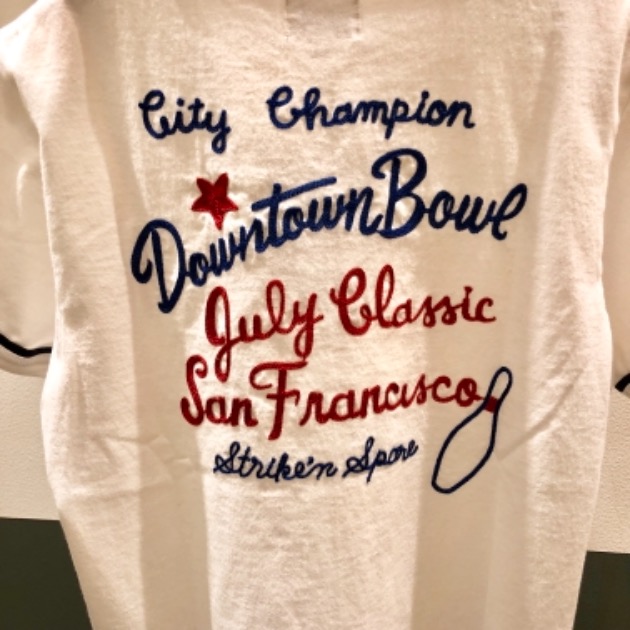 City Champion
Downtown Bowl
July Classic
San Francisco
Strike'n Spare